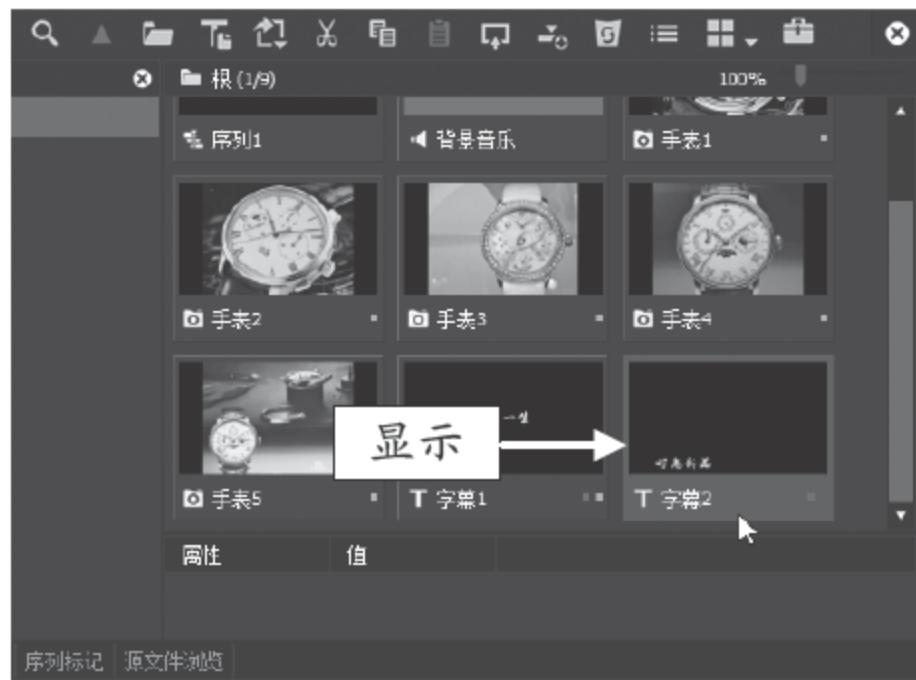 根 (1/9)
100%
序列1
背景音乐
手表1
手表2
手表3
手表4
一生
显示
手表5
字幕1
字幕2
属性
值
序列标记
源文件浏览